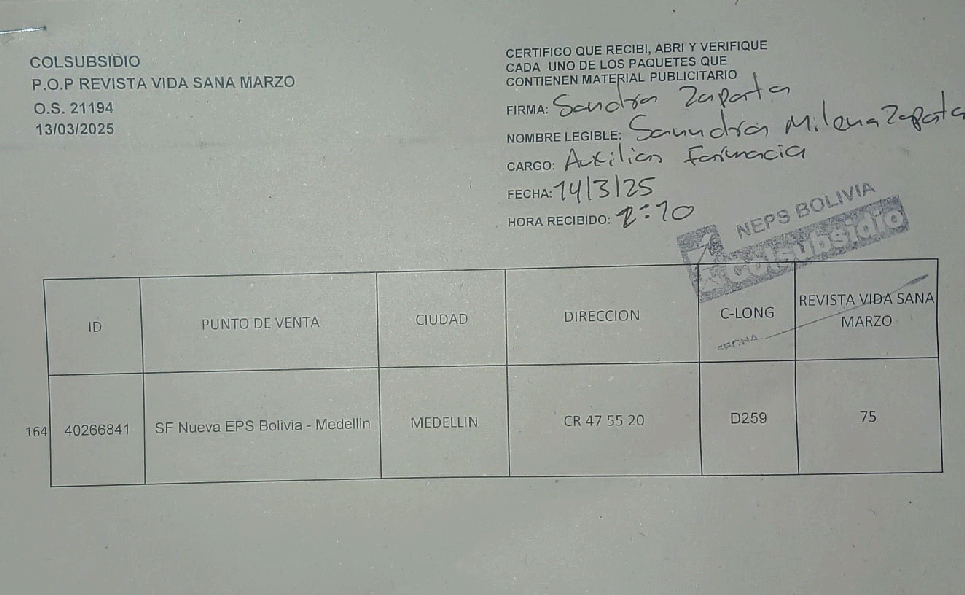 COLSUBSIDIO
P.O.P REVISTA VIDA SANA MARZO
O.S. 21194
13/03/2025
CERTIFICO QUE RECIBI, ABRI Y VERIFIQUE
CADA UNO DE LOS PAQUETES QUE
CONTIENEN MATERIAL PUBLICITARIO
FIRMA: Sandra Zapata
NOMBRE LEGIBLE: Sandra Milena Zapata
CARGO: Auxiliar Farmacia
FECHA: 14/3/25
HORA RECIBIDO: 2:10
NEPS BOLIVIA
Colsubsidio
FECHA
ID PUNTO DE VENTA CIUDAD DIRECCION C-LONG REVISTA VIDA SANA
MARZO
164 40266841 SF Nueva EPS Bolivia - Medellin MEDELLIN CR 47 55 20 D259 75